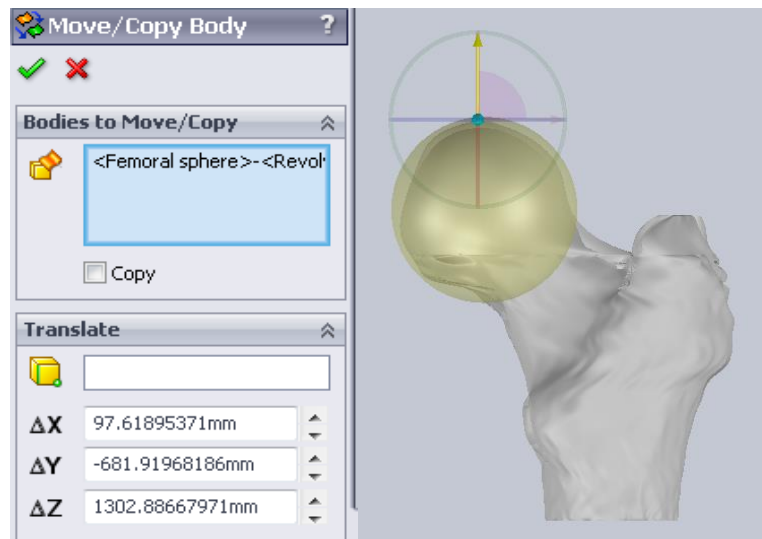 Move/Copy Body ?
Bodies to Move/Copy
<Femoral sphere>-<Revol
Copy
Translate
ΔX 97.61895371mm
ΔY -681.91968186mm
ΔZ 1302.88667971mm